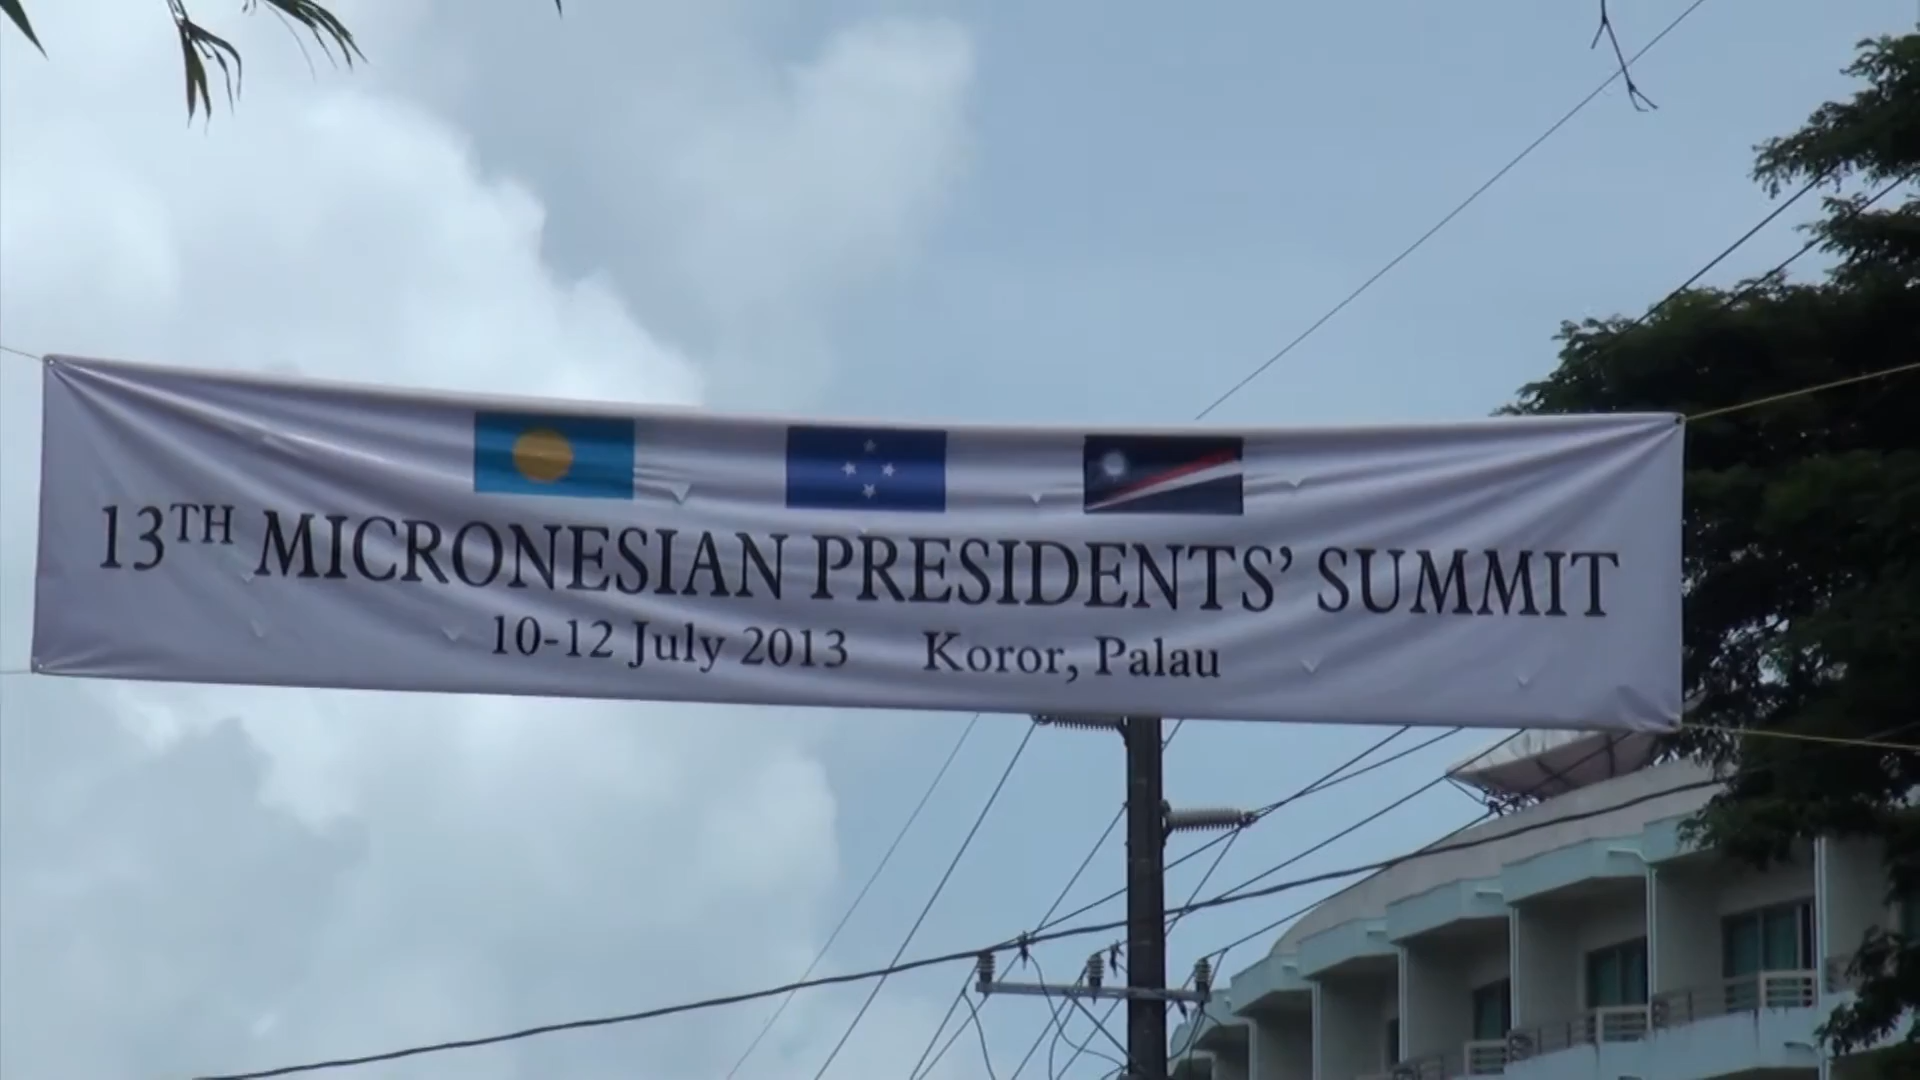 13TH MICRONESIAN PRESIDENTS' SUMMIT
10-12 July 2013 Koror, Palau